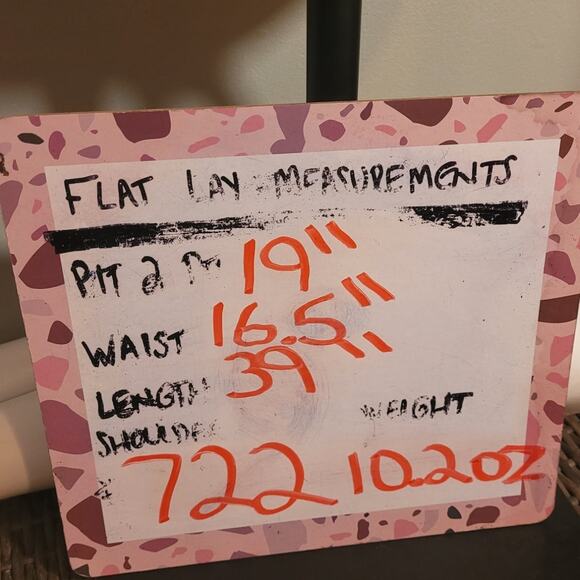 FLAT LAY MEASUREMENTS
PIT 2 PIT 19"
WAIST 16.5"
LENGTH 39"
SHOULDER WEIGHT
# 722 10.2oz